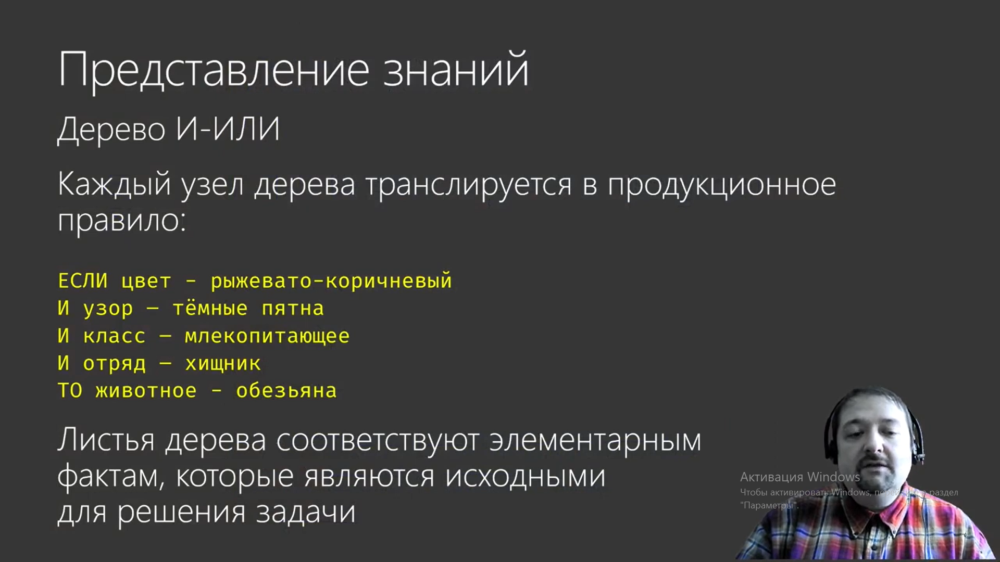 Представление знаний
Дерево И-ИЛИ
Каждый узел дерева транслируется в продукционное
правило:
ЕСЛИ цвет - рыжевато-коричневый
И узор – тёмные пятна
И класс – млекопитающее
И отряд – хищник
ТО животное - обезьяна
Листья дерева соответствуют элементарным
фактам, которые являются исходными
для решения задачи
Активация Windows
Чтобы активировать Windows, перейдите в раздел
"Параметры".